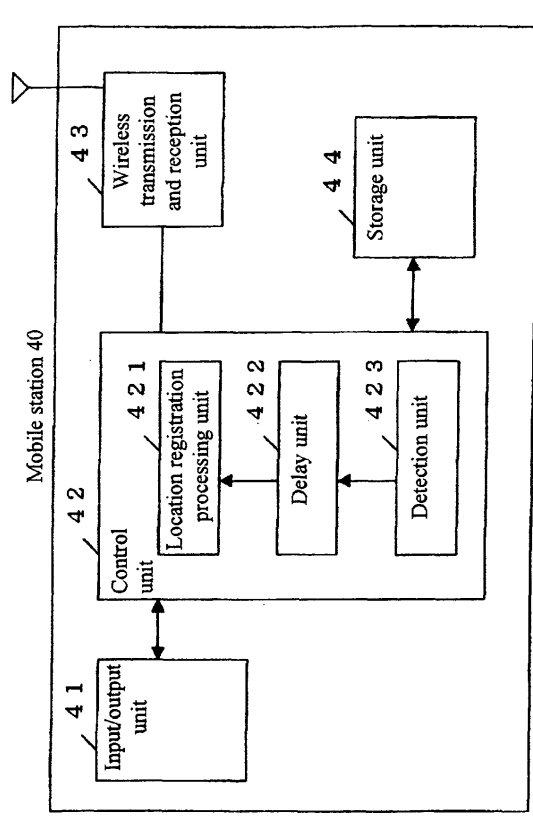 Mobile station 40
4 1
Input/output
unit
4 2
Control
unit
4 2 1
Location registration
processing unit
4 2 2
Delay unit
4 2 3
Detection unit
4 3
Wireless
transmission
and reception
unit
4 4
Storage unit